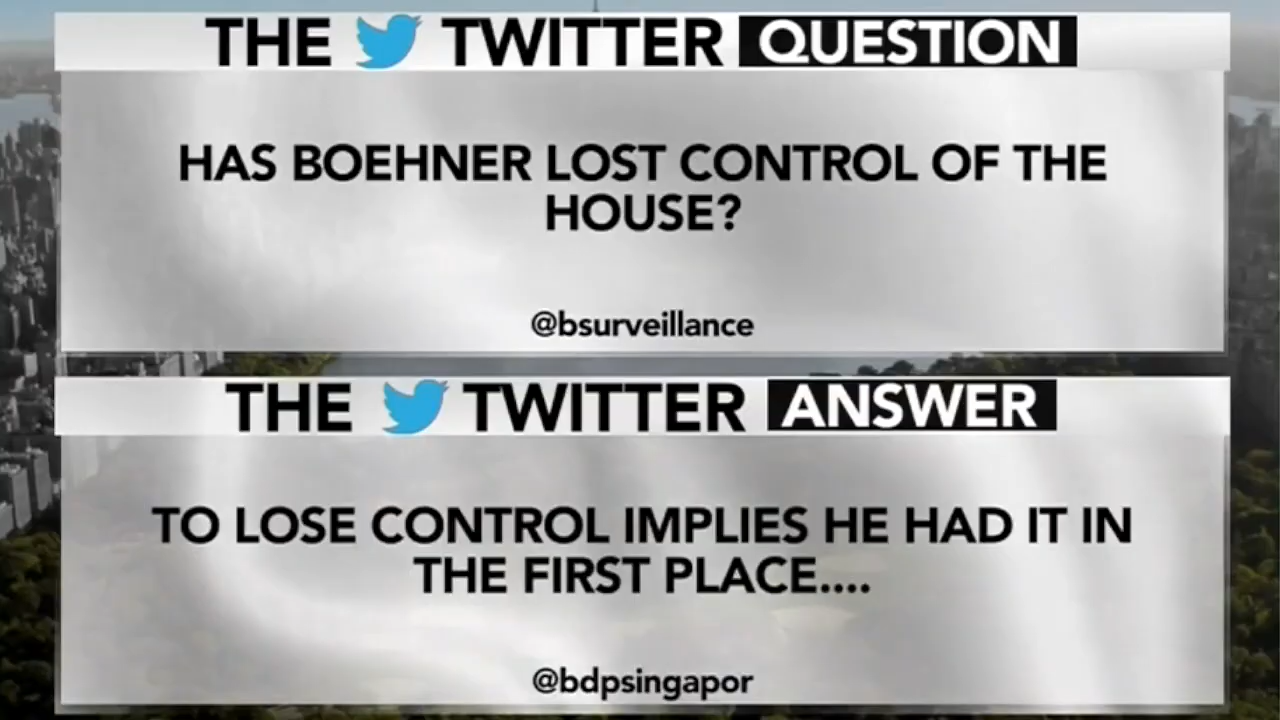 THE TWITTER QUESTION
HAS BOEHNER LOST CONTROL OF THE
HOUSE?
@bsurveillance
THE TWITTER ANSWER
TO LOSE CONTROL IMPLIES HE HAD IT IN
THE FIRST PLACE....
@bdpsingapor